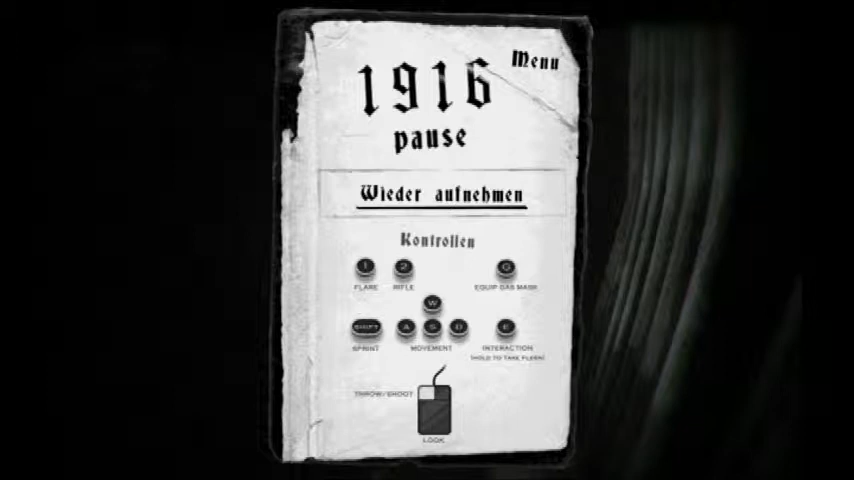 Menu
1916
pause
Wieder aufnehmen
Kontrollen
1 2 G
FLARE RIFLE EQUIP GAS MASK
W
SHIFT A S D E
SPRINT MOVEMENT INTERACTION
(HOLD TO TAKE FLESH)
THROW/SHOOT
LOOK